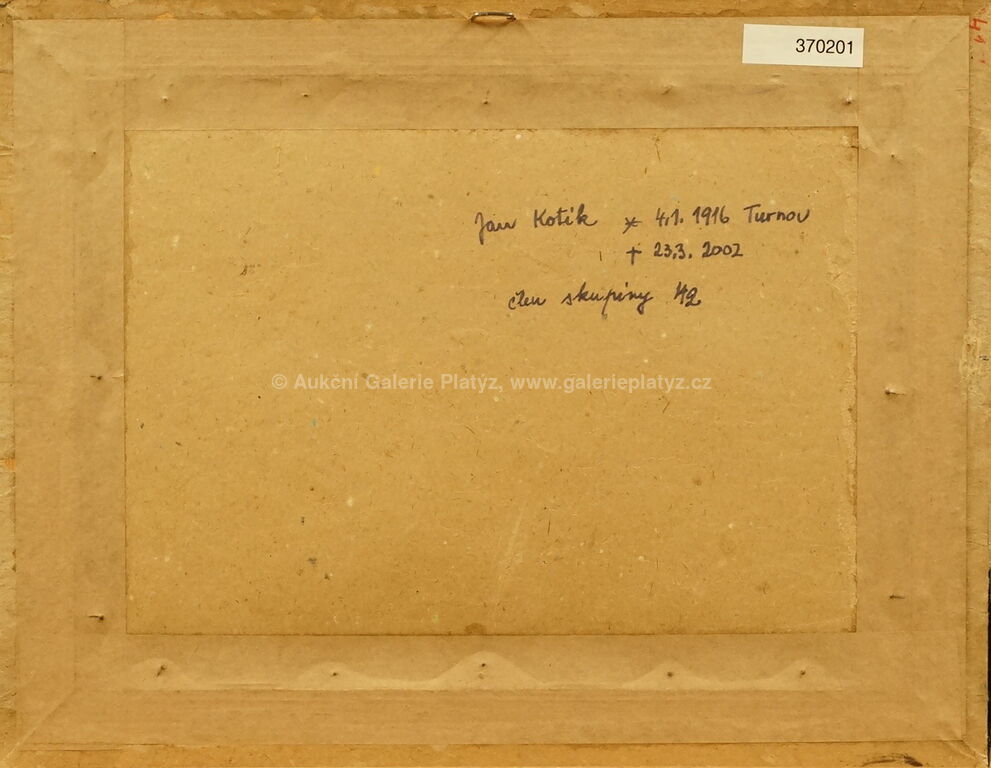 370201
Jan Kotík * 4.1. 1916 Turnov
+ 23.3. 2002
člen skupiny 42
© Aukční Galerie Platýz, www.galerieplatyz.cz